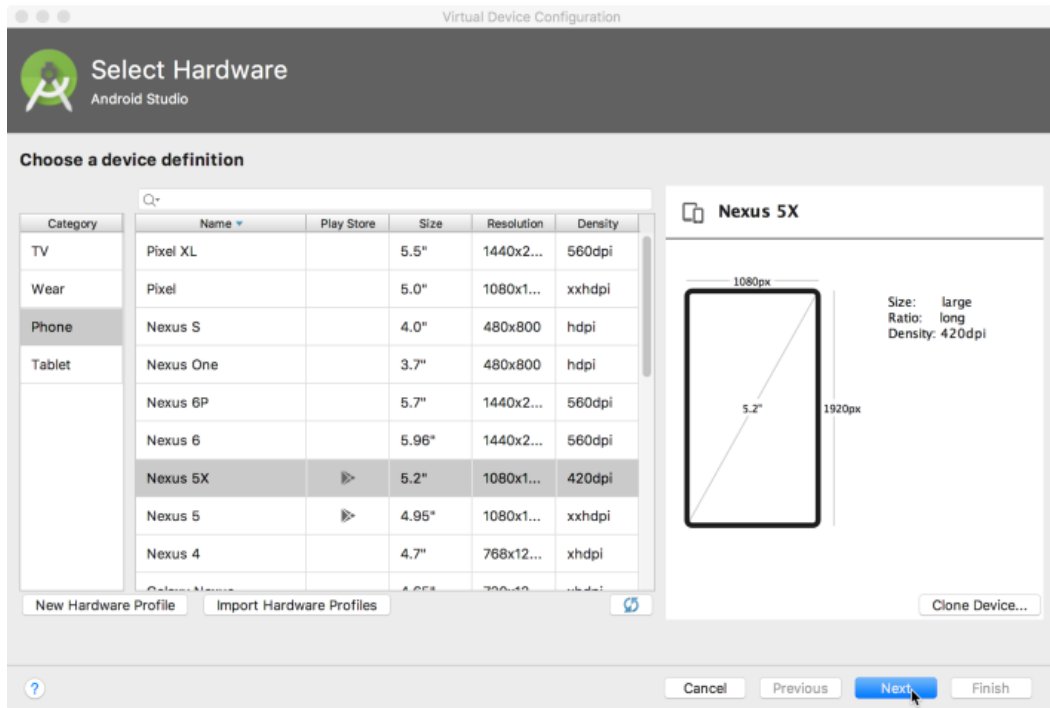 Virtual Device Configuration
Select Hardware
Android Studio
Choose a device definition
Category
TV
Wear
Phone
Tablet
Name Play Store Size Resolution Density
Pixel XL 5.5" 1440x2... 560dpi
Pixel 5.0" 1080x1... xxhdpi
Nexus S 4.0" 480x800 hdpi
Nexus One 3.7" 480x800 hdpi
Nexus 6P 5.7" 1440x2... 560dpi
Nexus 6 5.96" 1440x2... 560dpi
Nexus 5X 5.2" 1080x1... 420dpi
Nexus 5 4.95" 1080x1... xxhdpi
Nexus 4 4.7" 768x12... xhdpi
New Hardware Profile Import Hardware Profiles
Nexus 5X
1080px
Size: large
Ratio: long
Density: 420dpi
5.2" 1920px
Clone Device...
? Cancel Previous Next Finish